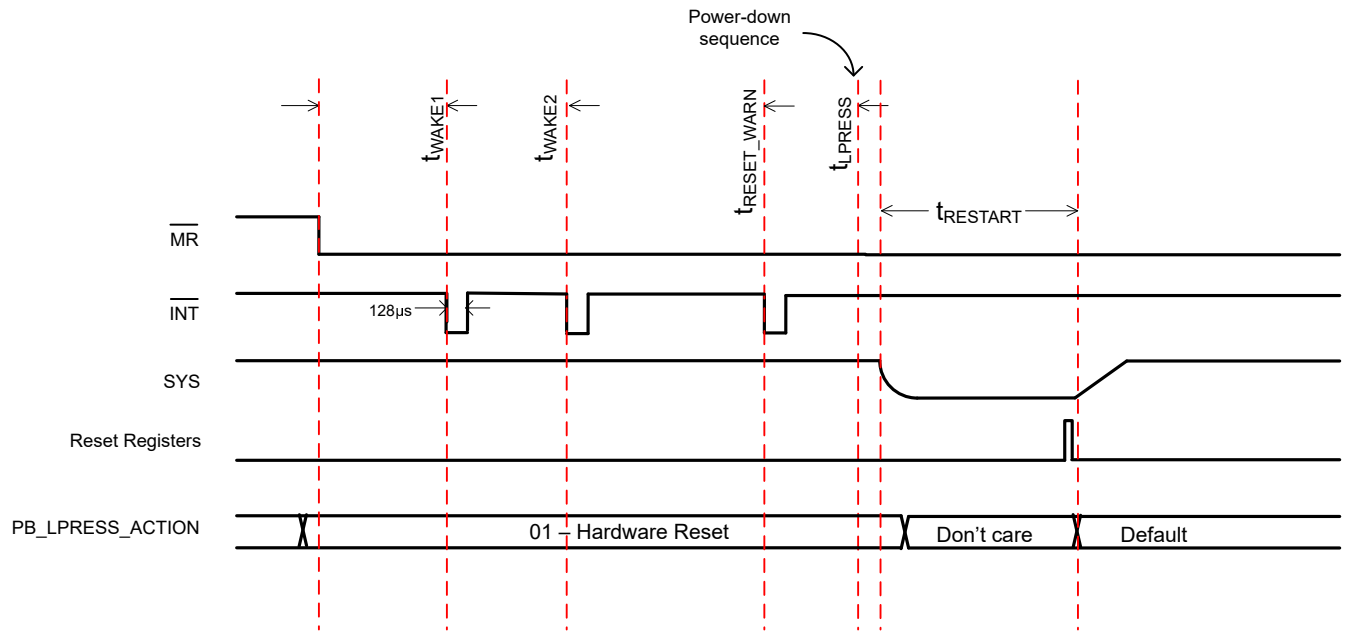 Power-down
sequence
tWAKE1
tWAKE2
tRESET_WARN
tLPRESS
tRESTART
MR
INT
128µs
SYS
Reset Registers
PB_LPRESS_ACTION
01 – Hardware Reset
Don't care
Default